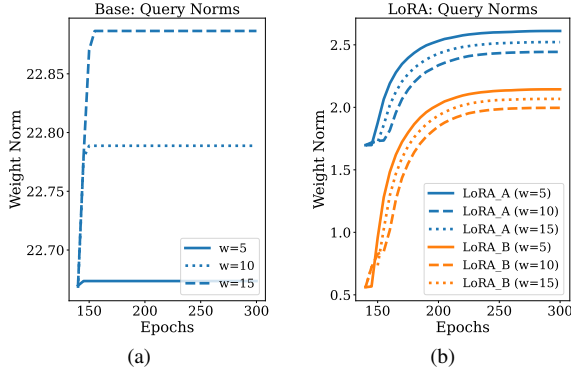 Base: Query Norms
Weight Norm
22.85
22.80
22.75
22.70
150
200
250
300
Epochs
w=5
w=10
w=15
(a)
LoRA: Query Norms
Weight Norm
2.5
2.0
1.5
1.0
0.5
150
200
250
300
Epochs
LoRA_A (w=5)
LoRA_A (w=10)
LoRA_A (w=15)
LoRA_B (w=5)
LoRA_B (w=10)
LoRA_B (w=15)
(b)